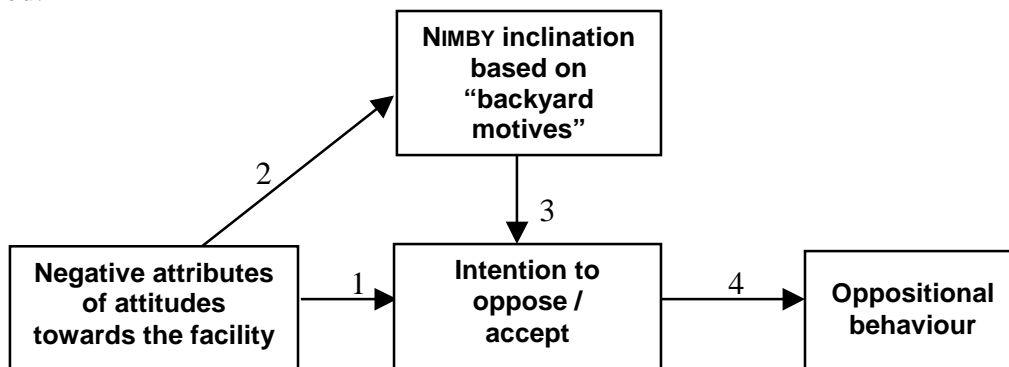 NIMBY inclination
based on
“backyard
motives”
2
3
Negative attributes
of attitudes
towards the facility
1
Intention to
oppose /
accept
4
Oppositional
behaviour